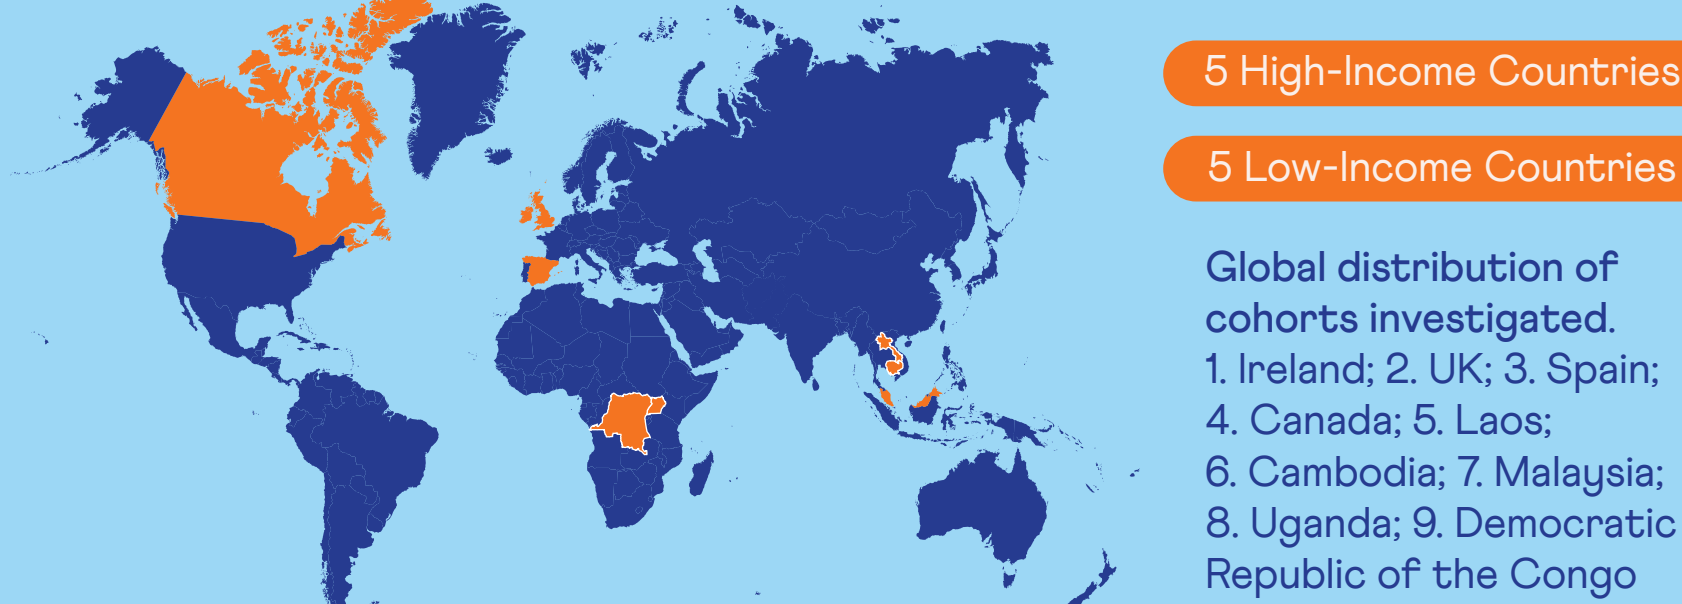 5 High-Income Countries
5 Low-Income Countries
Global distribution of
cohorts investigated.
1. Ireland; 2. UK; 3. Spain;
4. Canada; 5. Laos;
6. Cambodia; 7. Malaysia;
8. Uganda; 9. Democratic
Republic of the Congo